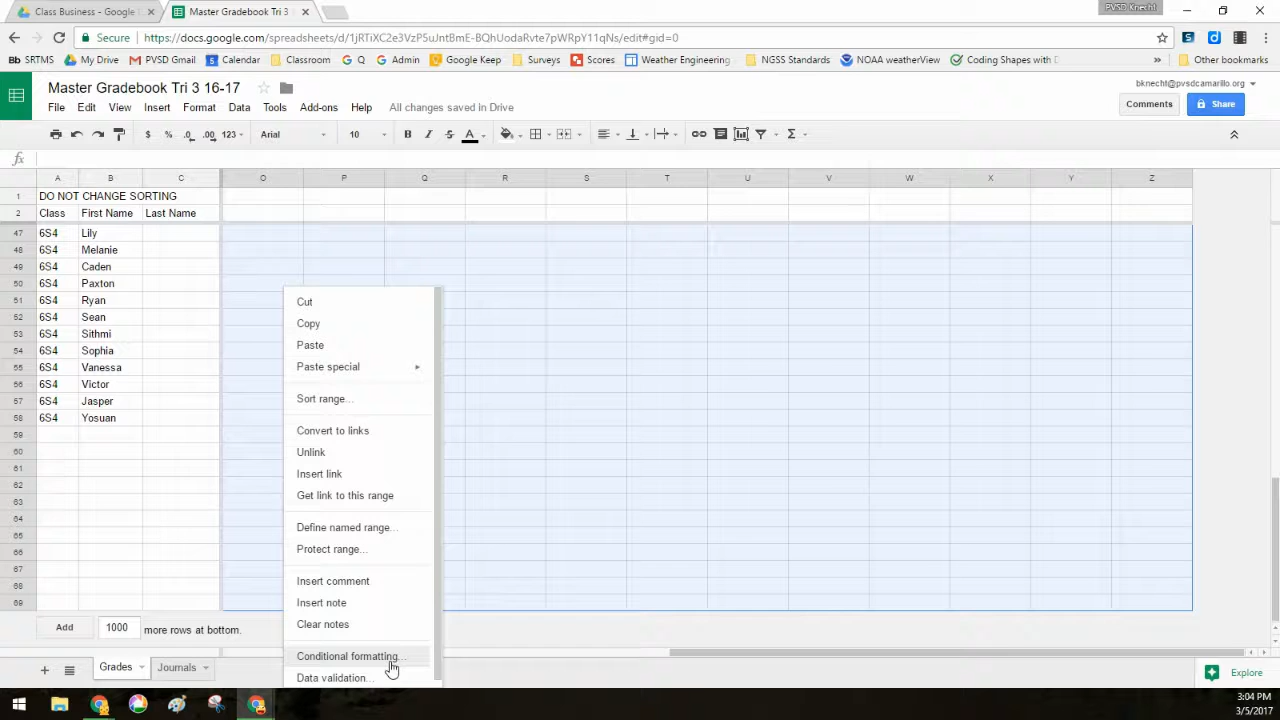 Class Business - Google
Master Gradebook Tri 3
PVSD Knecht
Secure
https://docs.google.com/spreadsheets/d/1jRTiXC2e3VzP5uJntBmE-BQhUodaRvte7pWRpY11qNs/edit#gid=0
Bb SRTMS My Drive PVSD Gmail Calendar Classroom G Q Admin Google Keep Surveys Scores Weather Engineering NGSS Standards NOAA weatherView Coding Shapes with » Other bookmarks
Master Gradebook Tri 3 16-17
bknecht@pvsdcamarillo.org
File Edit View Insert Format Data Tools Add-ons Help All changes saved in Drive
Comments Share
$ % .0 .00 123 Arial 10 B I S A Σ
fx
A B C O P Q R S T U V W X Y Z
1 DO NOT CHANGE SORTING
2 Class First Name Last Name
47 6S4 Lily
48 6S4 Melanie
49 6S4 Caden
50 6S4 Paxton
51 6S4 Ryan
52 6S4 Sean
53 6S4 Sithmi
54 6S4 Sophia
55 6S4 Vanessa
56 6S4 Victor
57 6S4 Jasper
58 6S4 Yosuan
59
60
61
62
63
64
65
66
67
68
69
Cut
Copy
Paste
Paste special
Sort range...
Convert to links
Unlink
Insert link
Get link to this range
Define named range...
Protect range...
Insert comment
Insert note
Clear notes
Conditional formatting...
Data validation...
Add 1000 more rows at bottom.
+ Grades Journals
Explore
3:04 PM
3/5/2017